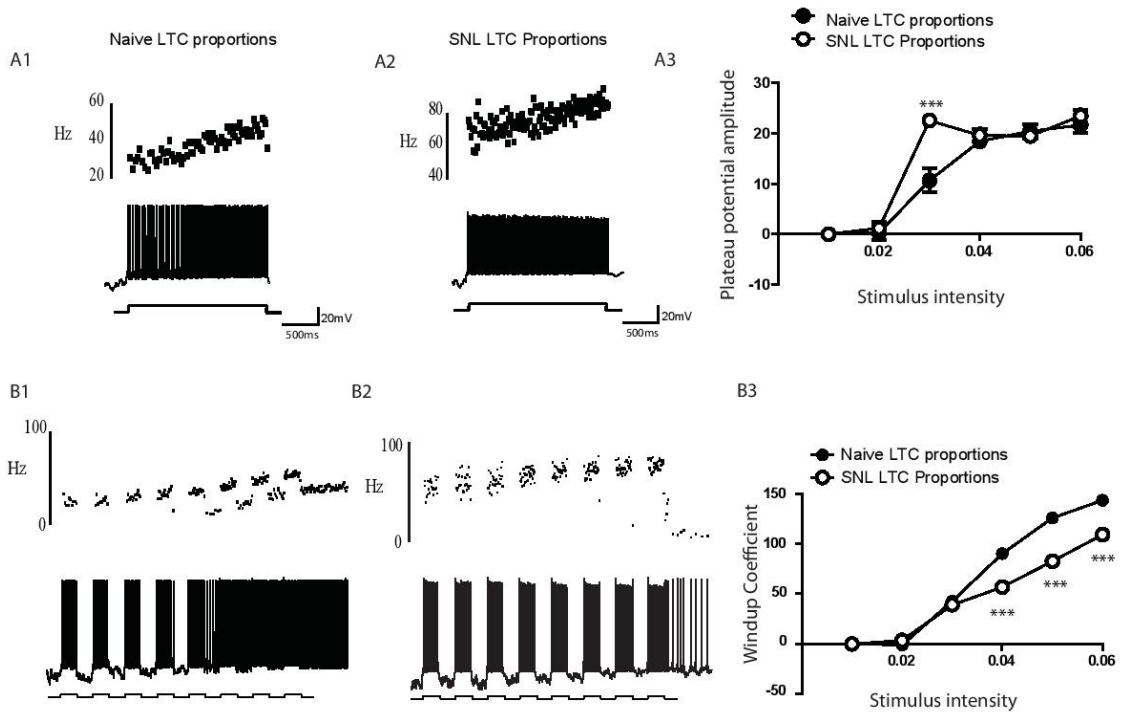 Naive LTC proportions
A1
60
40
20
Hz
20mV
500ms
SNL LTC Proportions
A2
80
60
40
Hz
20mV
500ms
A3
Naive LTC proportions
SNL LTC Proportions
Plateau potential amplitude
30
20
10
0
-10
***
0.02
0.04
0.06
Stimulus intensity
B1
100
Hz
0
B2
100
Hz
0
B3
Naive LTC proportions
SNL LTC Proportions
Windup Coefficient
150
100
50
0
-50
***
***
***
0.02
0.04
0.06
Stimulus intensity